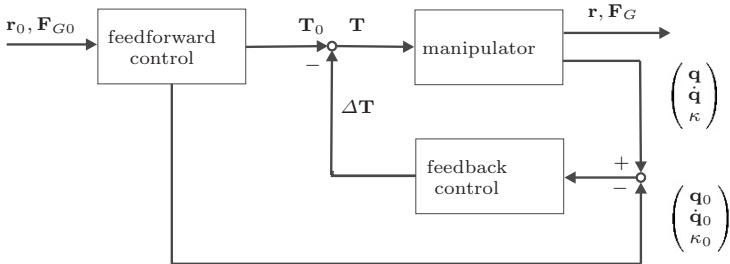 r₀, F_G0
feedforward
control
T₀
T
−
manipulator
r, F_G
q
q̇
κ
ΔT
feedback
control
+
−
q₀
q̇₀
κ₀